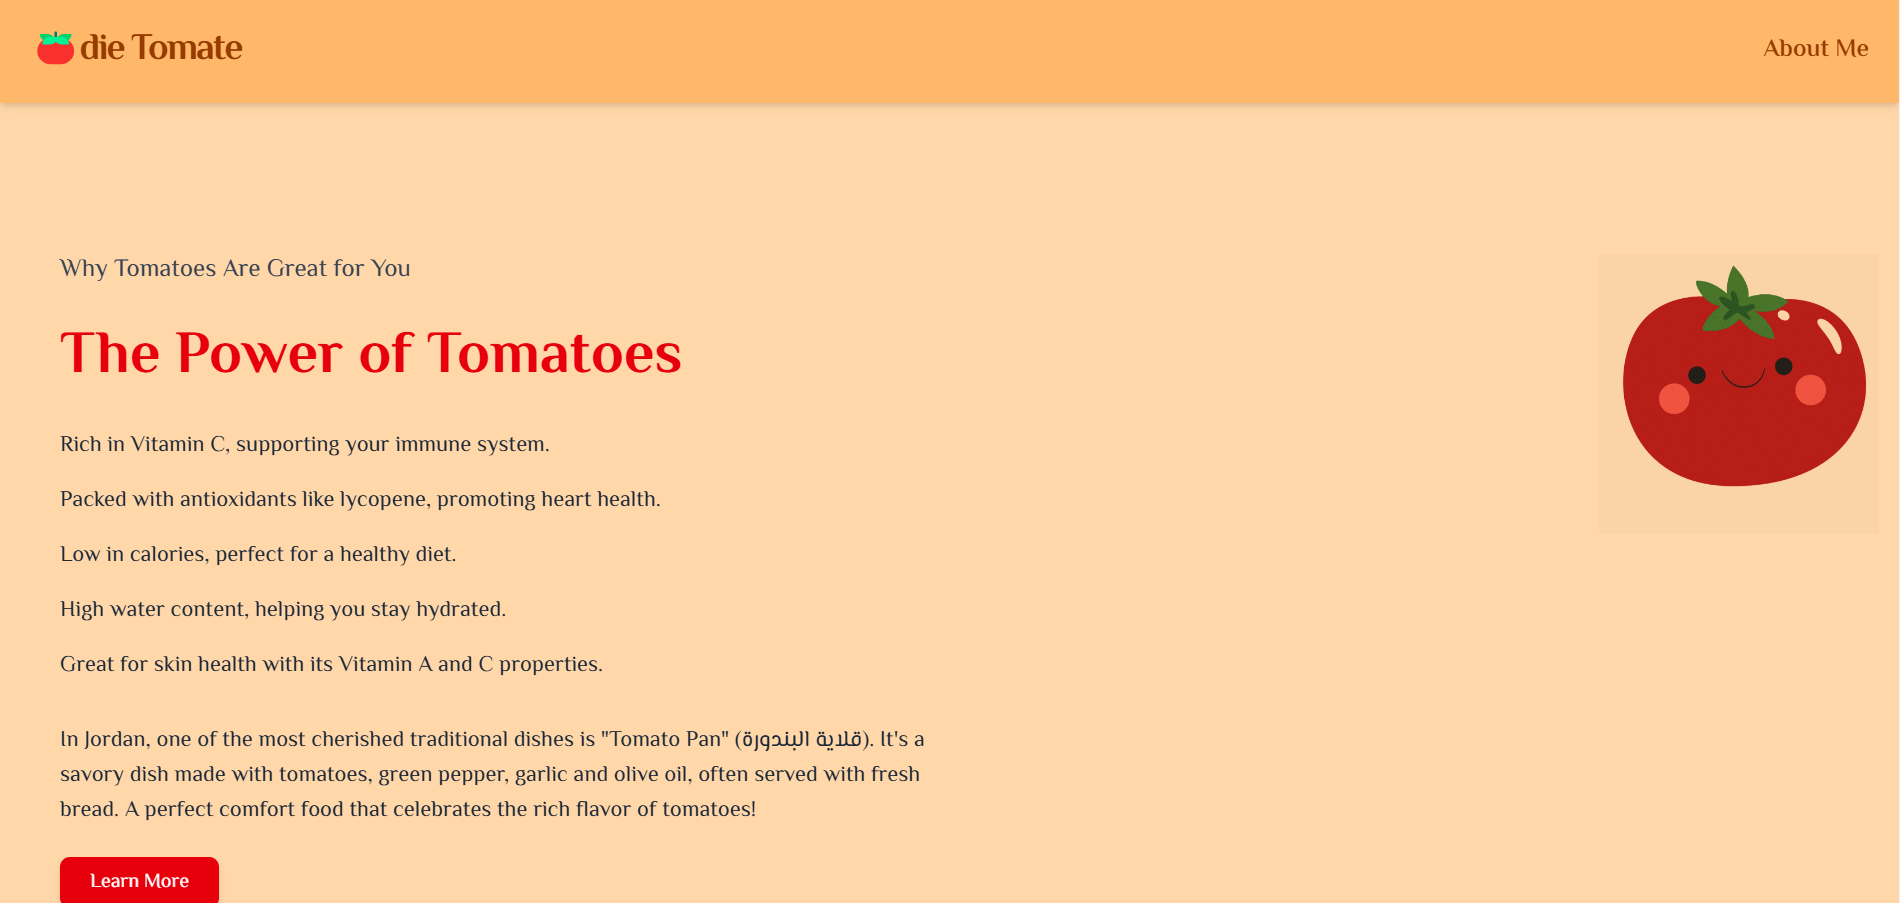 die Tomate
About Me
Why Tomatoes Are Great for You
The Power of Tomatoes
Rich in Vitamin C, supporting your immune system.
Packed with antioxidants like lycopene, promoting heart health.
Low in calories, perfect for a healthy diet.
High water content, helping you stay hydrated.
Great for skin health with its Vitamin A and C properties.
In Jordan, one of the most cherished traditional dishes is "Tomato Pan" (قلاية البندورة). It's a
savory dish made with tomatoes, green pepper, garlic and olive oil, often served with fresh
bread. A perfect comfort food that celebrates the rich flavor of tomatoes!
Learn More